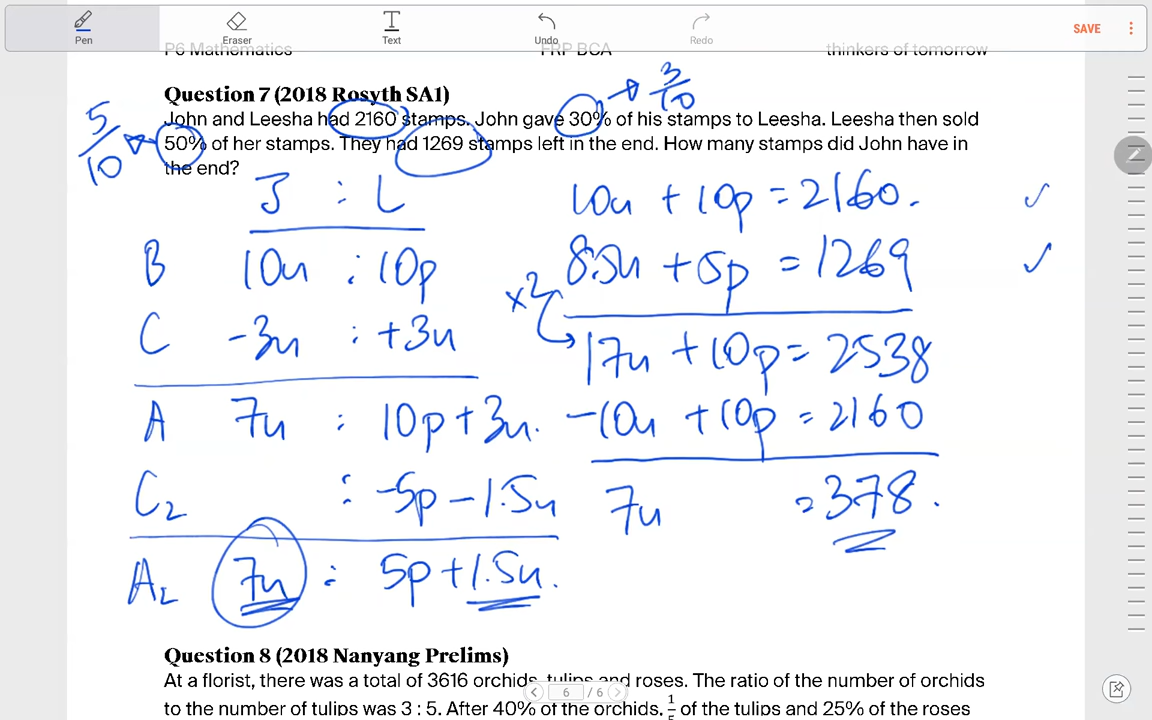 Pen
Eraser
Text
Undo
Redo
SAVE
P6 Mathematics FRP BCA thinkers of tomorrow
Question 7 (2018 Rosyth SA1)
3/10
John and Leesha had 2160 stamps. John gave 30% of his stamps to Leesha. Leesha then sold
5/10
50% of her stamps. They had 1269 stamps left in the end. How many stamps did John have in
the end?
J : L
10u + 10p = 2160.
B 10u : 10p
8.5u + 5p = 1269
×2
C -3u : +3u
17u + 10p = 2538
A 7u : 10p + 3u.
-10u + 10p = 2160
C2 : -5p - 1.5u
7u = 378.
A2 7u : 5p + 1.5u.
Question 8 (2018 Nanyang Prelims)
At a florist, there was a total of 3616 orchids, tulips and roses. The ratio of the number of orchids
6 / 6
to the number of tulips was 3 : 5. After 40% of the orchids, 1/5 of the tulips and 25% of the roses